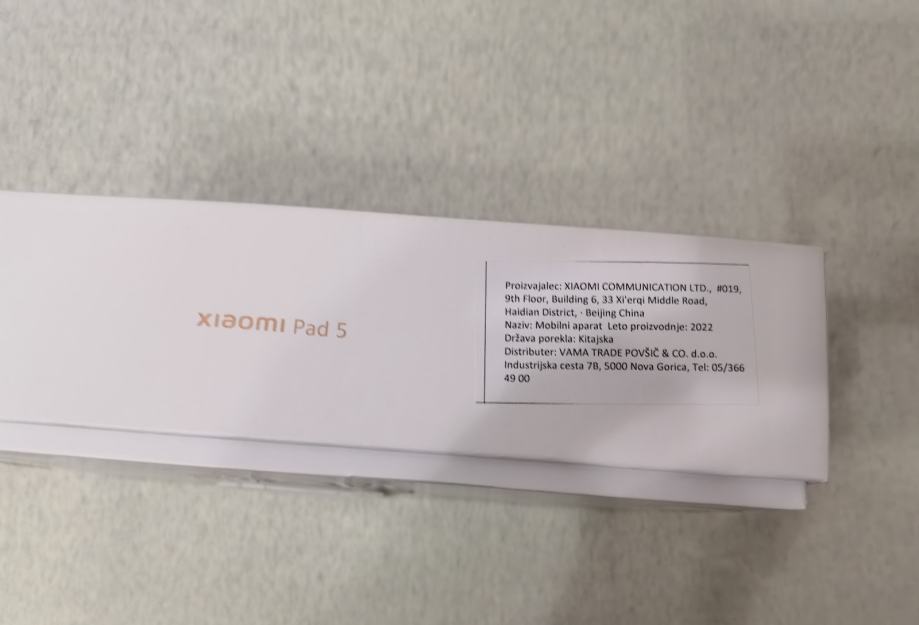 xiaomi Pad 5
Proizvajalec: XIAOMI COMMUNICATION LTD., #019,
9th Floor, Building 6, 33 Xi'erqi Middle Road,
Haidian District, · Beijing China
Naziv: Mobilni aparat Leto proizvodnje: 2022
Država porekla: Kitajska
Distributer: VAMA TRADE POVŠIČ & CO. d.o.o.
Industrijska cesta 7B, 5000 Nova Gorica, Tel: 05/366
49 00